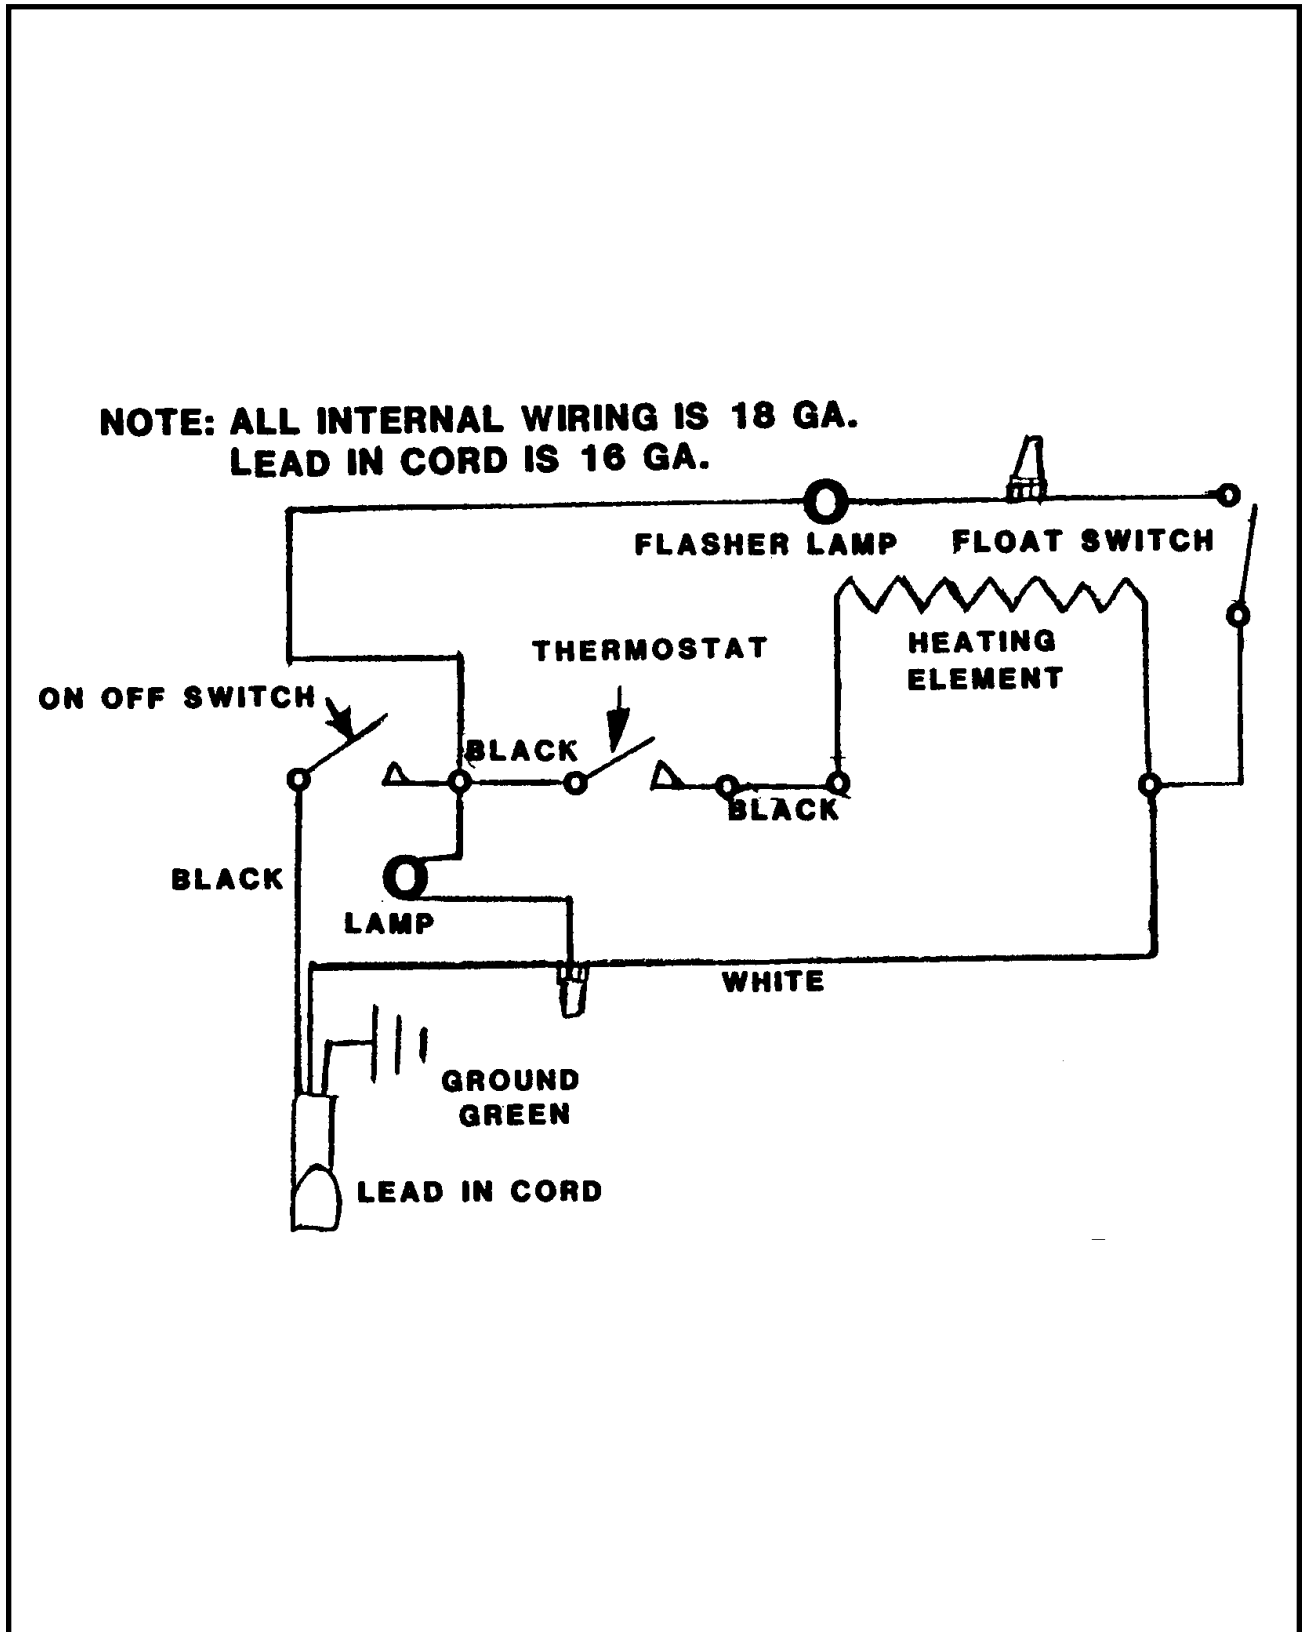 NOTE: ALL INTERNAL WIRING IS 18 GA.
LEAD IN CORD IS 16 GA.
FLASHER LAMP
FLOAT SWITCH
HEATING
ELEMENT
THERMOSTAT
ON OFF SWITCH
BLACK
BLACK
BLACK
LAMP
WHITE
GROUND
GREEN
LEAD IN CORD